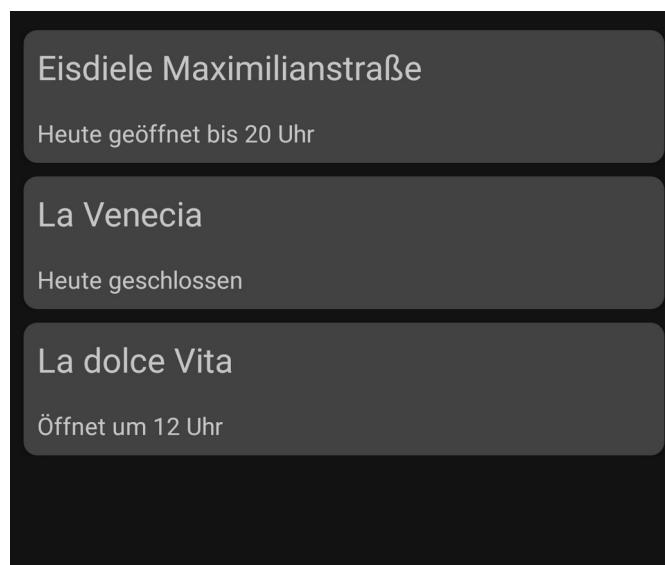 Eisdiele Maximilianstraße
Heute geöffnet bis 20 Uhr
La Venecia
Heute geschlossen
La dolce Vita
Öffnet um 12 Uhr